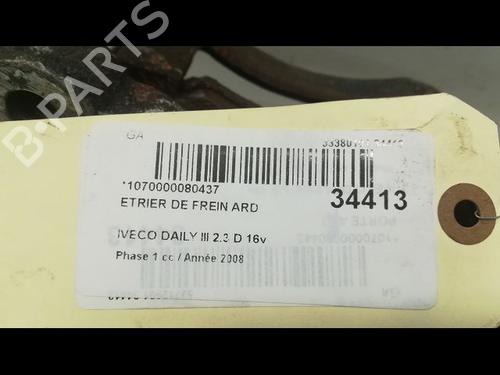 B-PARTS
GA
*1070000080437
34413
ETRIER DE FREIN ARD
IVECO DAILY III 2.3 D 16v
Phase 1 cc / Année 2008